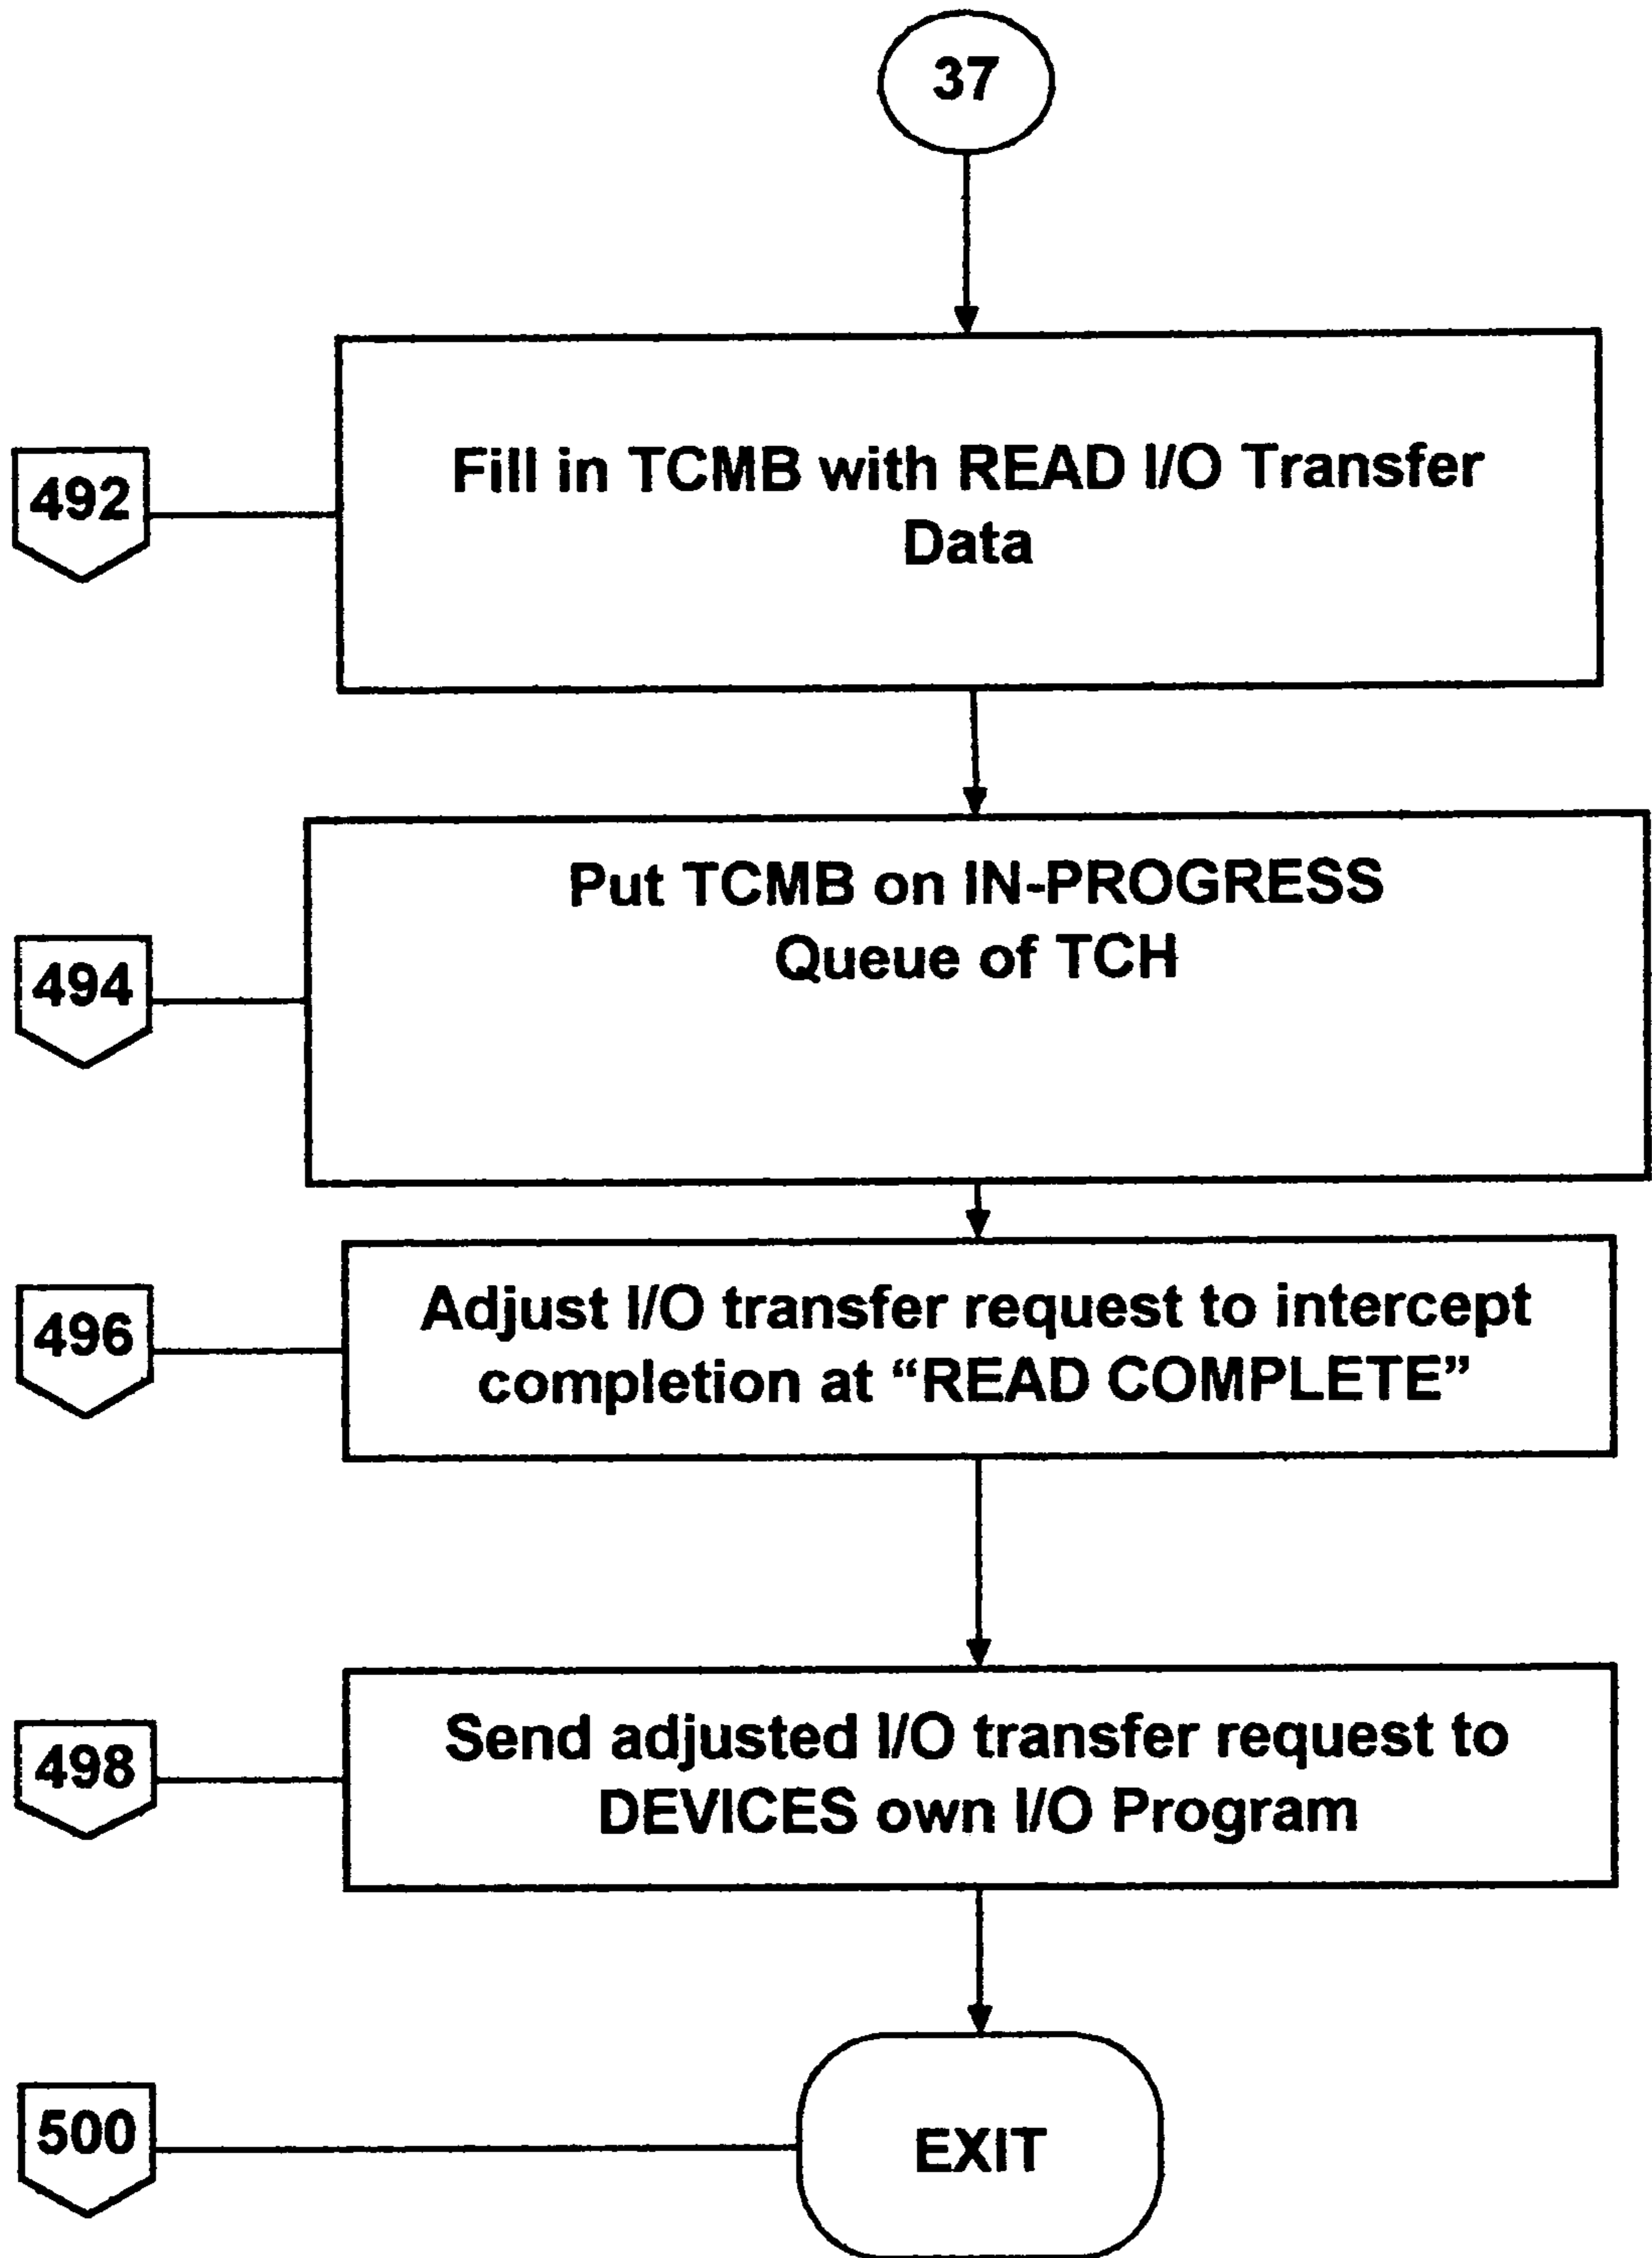 37
492
Fill in TCMB with READ I/O Transfer
Data
494
Put TCMB on IN-PROGRESS
Queue of TCH
496
Adjust I/O transfer request to intercept
completion at “READ COMPLETE”
498
Send adjusted I/O transfer request to
DEVICES own I/O Program
500
EXIT